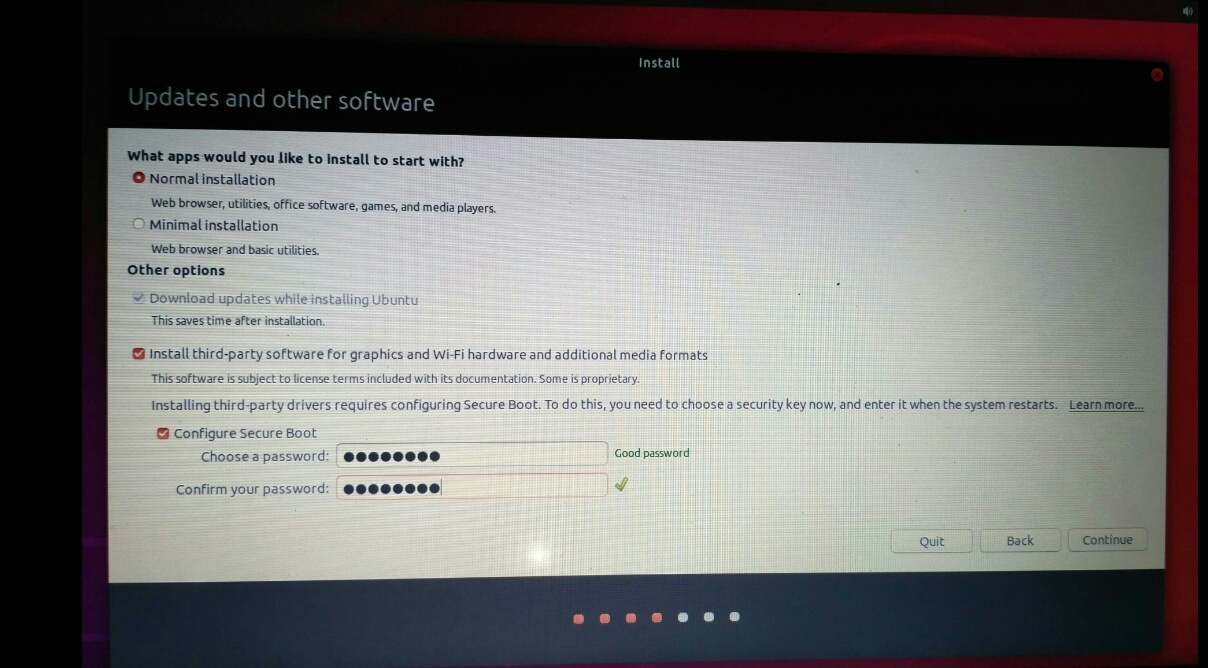 Install
Updates and other software
What apps would you like to install to start with?
Normal installation
Web browser, utilities, office software, games, and media players.
Minimal installation
Web browser and basic utilities.
Other options
Download updates while installing Ubuntu
This saves time after installation.
Install third-party software for graphics and Wi-Fi hardware and additional media formats
This software is subject to license terms included with its documentation. Some is proprietary.
Installing third-party drivers requires configuring Secure Boot. To do this, you need to choose a security key now, and enter it when the system restarts. Learn more...
Configure Secure Boot
Choose a password: ●●●●●●●● Good password
Confirm your password: ●●●●●●●●
Quit Back Continue